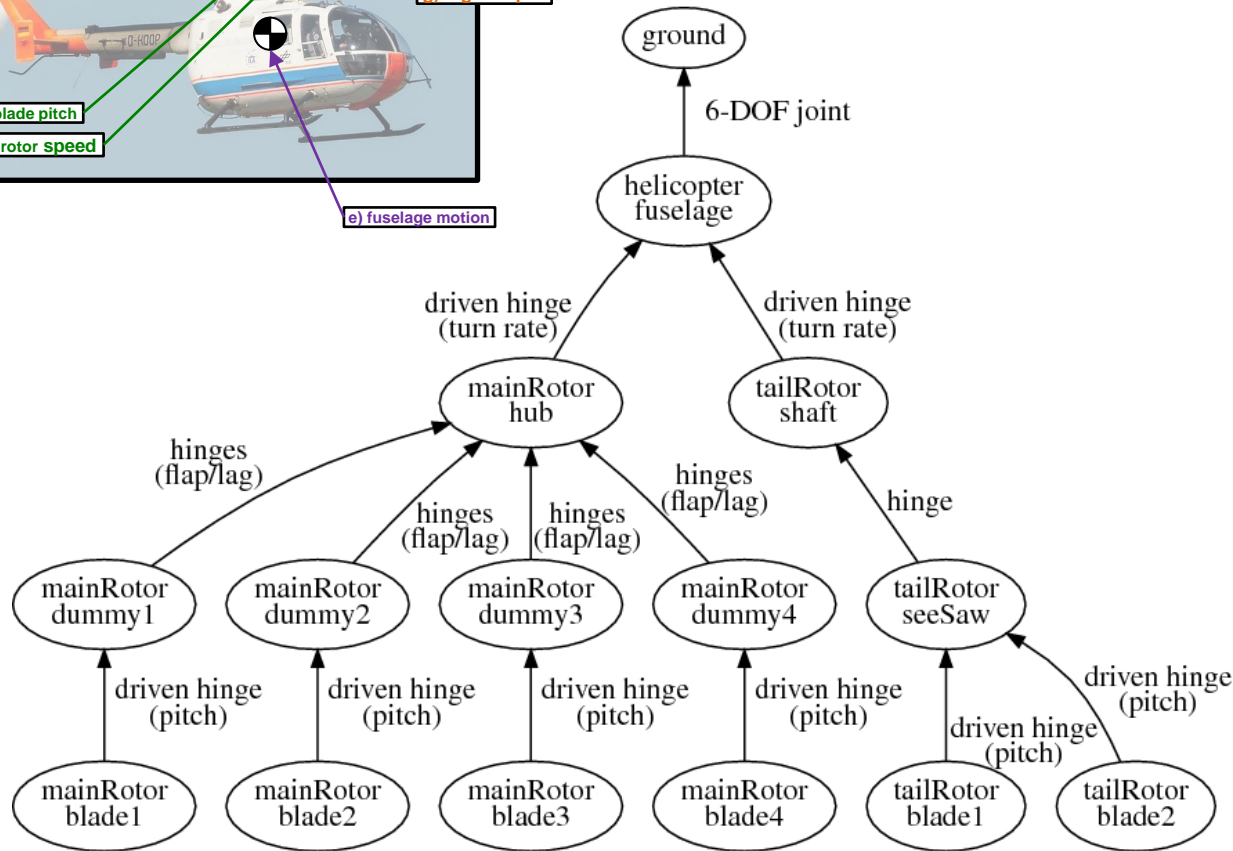 D-HOOP
blade pitch
rotor speed
e) fuselage motion
ground
6-DOF joint
helicopter
fuselage
driven hinge
(turn rate)
driven hinge
(turn rate)
mainRotor
hub
tailRotor
shaft
hinges
(flap/lag)
hinges
(flap/lag)
hinges
(flap/lag)
hinges
(flap/lag)
hinge
mainRotor
dummy1
mainRotor
dummy2
mainRotor
dummy3
mainRotor
dummy4
tailRotor
seeSaw
driven hinge
(pitch)
driven hinge
(pitch)
driven hinge
(pitch)
driven hinge
(pitch)
driven hinge
(pitch)
driven hinge
(pitch)
mainRotor
blade1
mainRotor
blade2
mainRotor
blade3
mainRotor
blade4
tailRotor
blade1
tailRotor
blade2